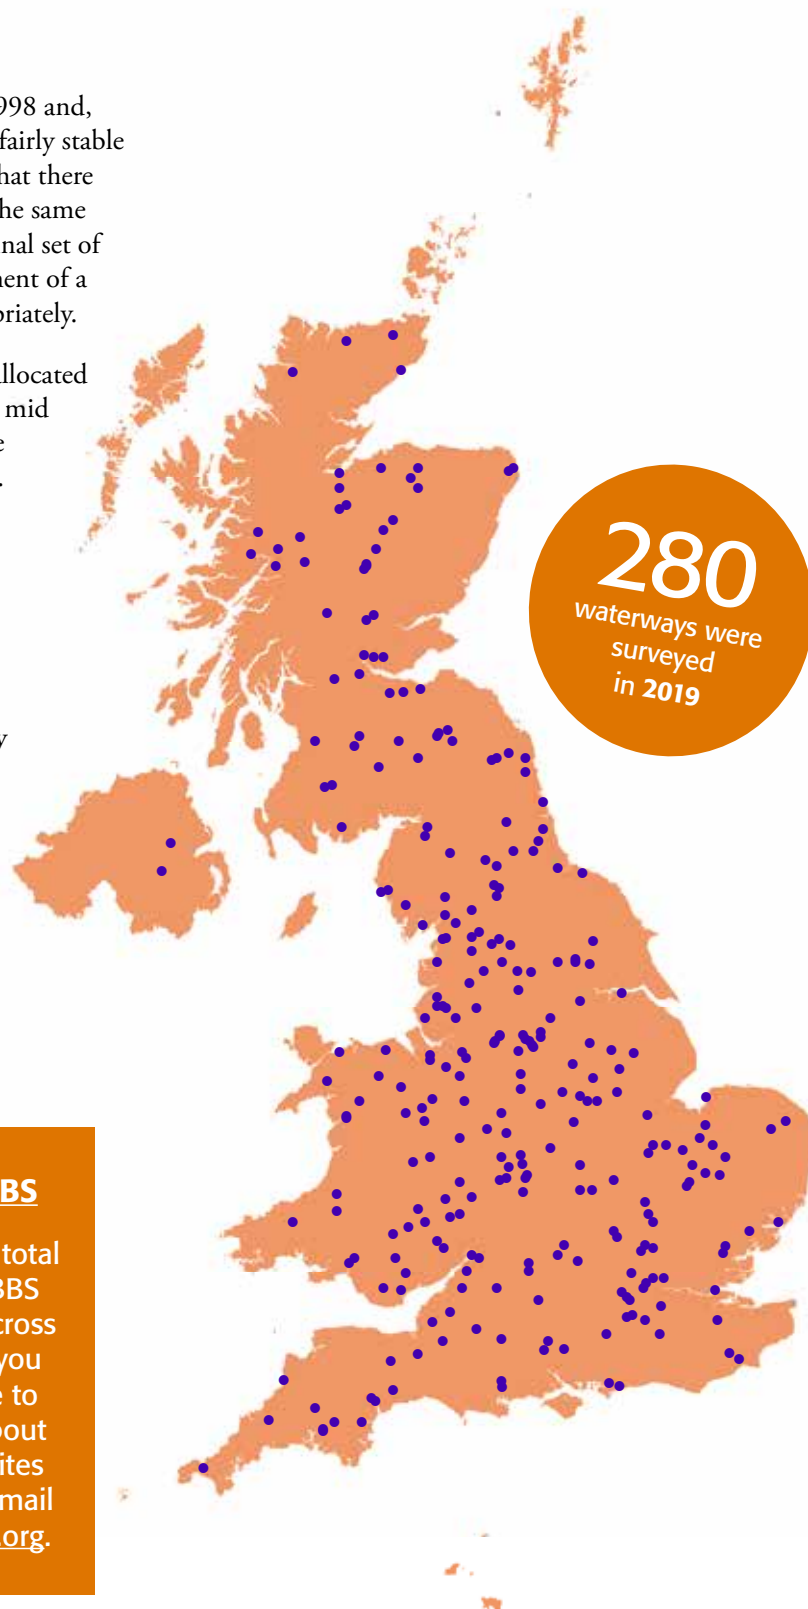 998 and,
fairly stable
hat there
he same
nal set of
nent of a
priately.
llocated
mid
e
.
y
280
waterways were
surveyed
in 2019
BS
total
BBS
cross
you
e to
bout
ites
mail
.org.